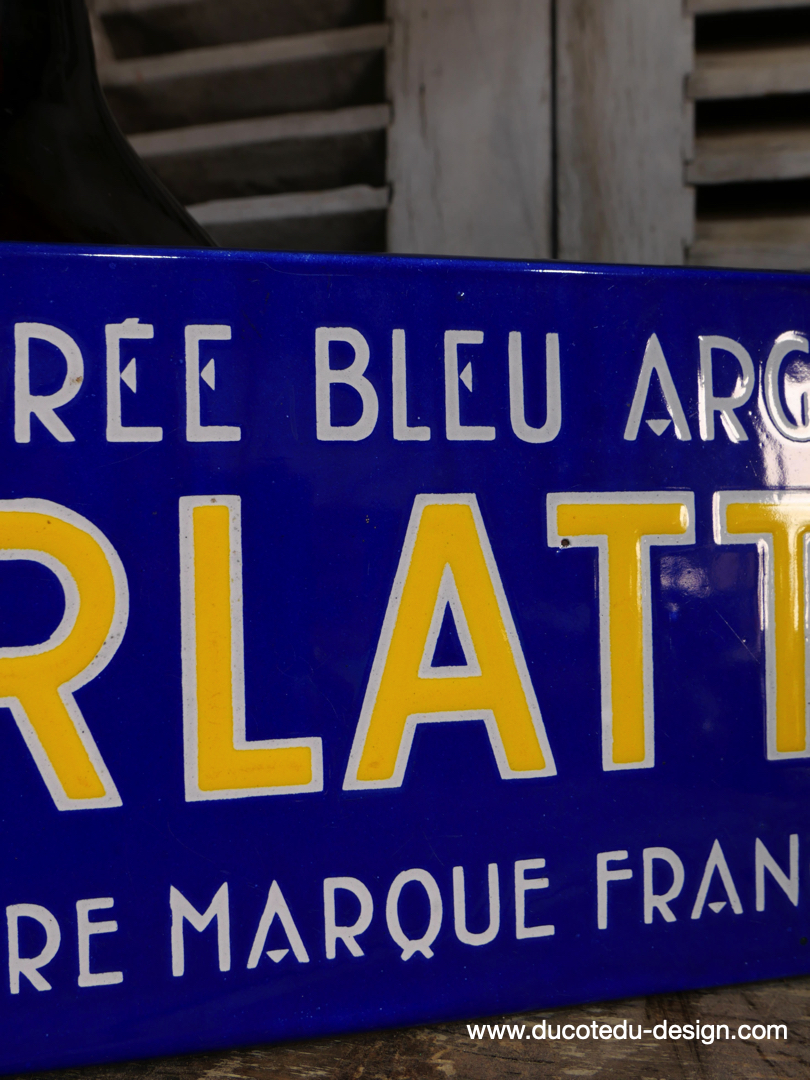 RÉE BLEU ARG
RLATT
RE MARQUE FRAN
www.ducotedu-design.com